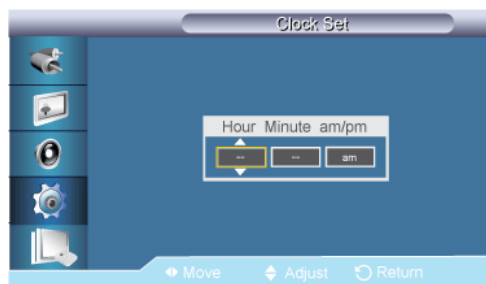 Clock Set
Hour Minute am/pm
-- -- am
Move Adjust Return